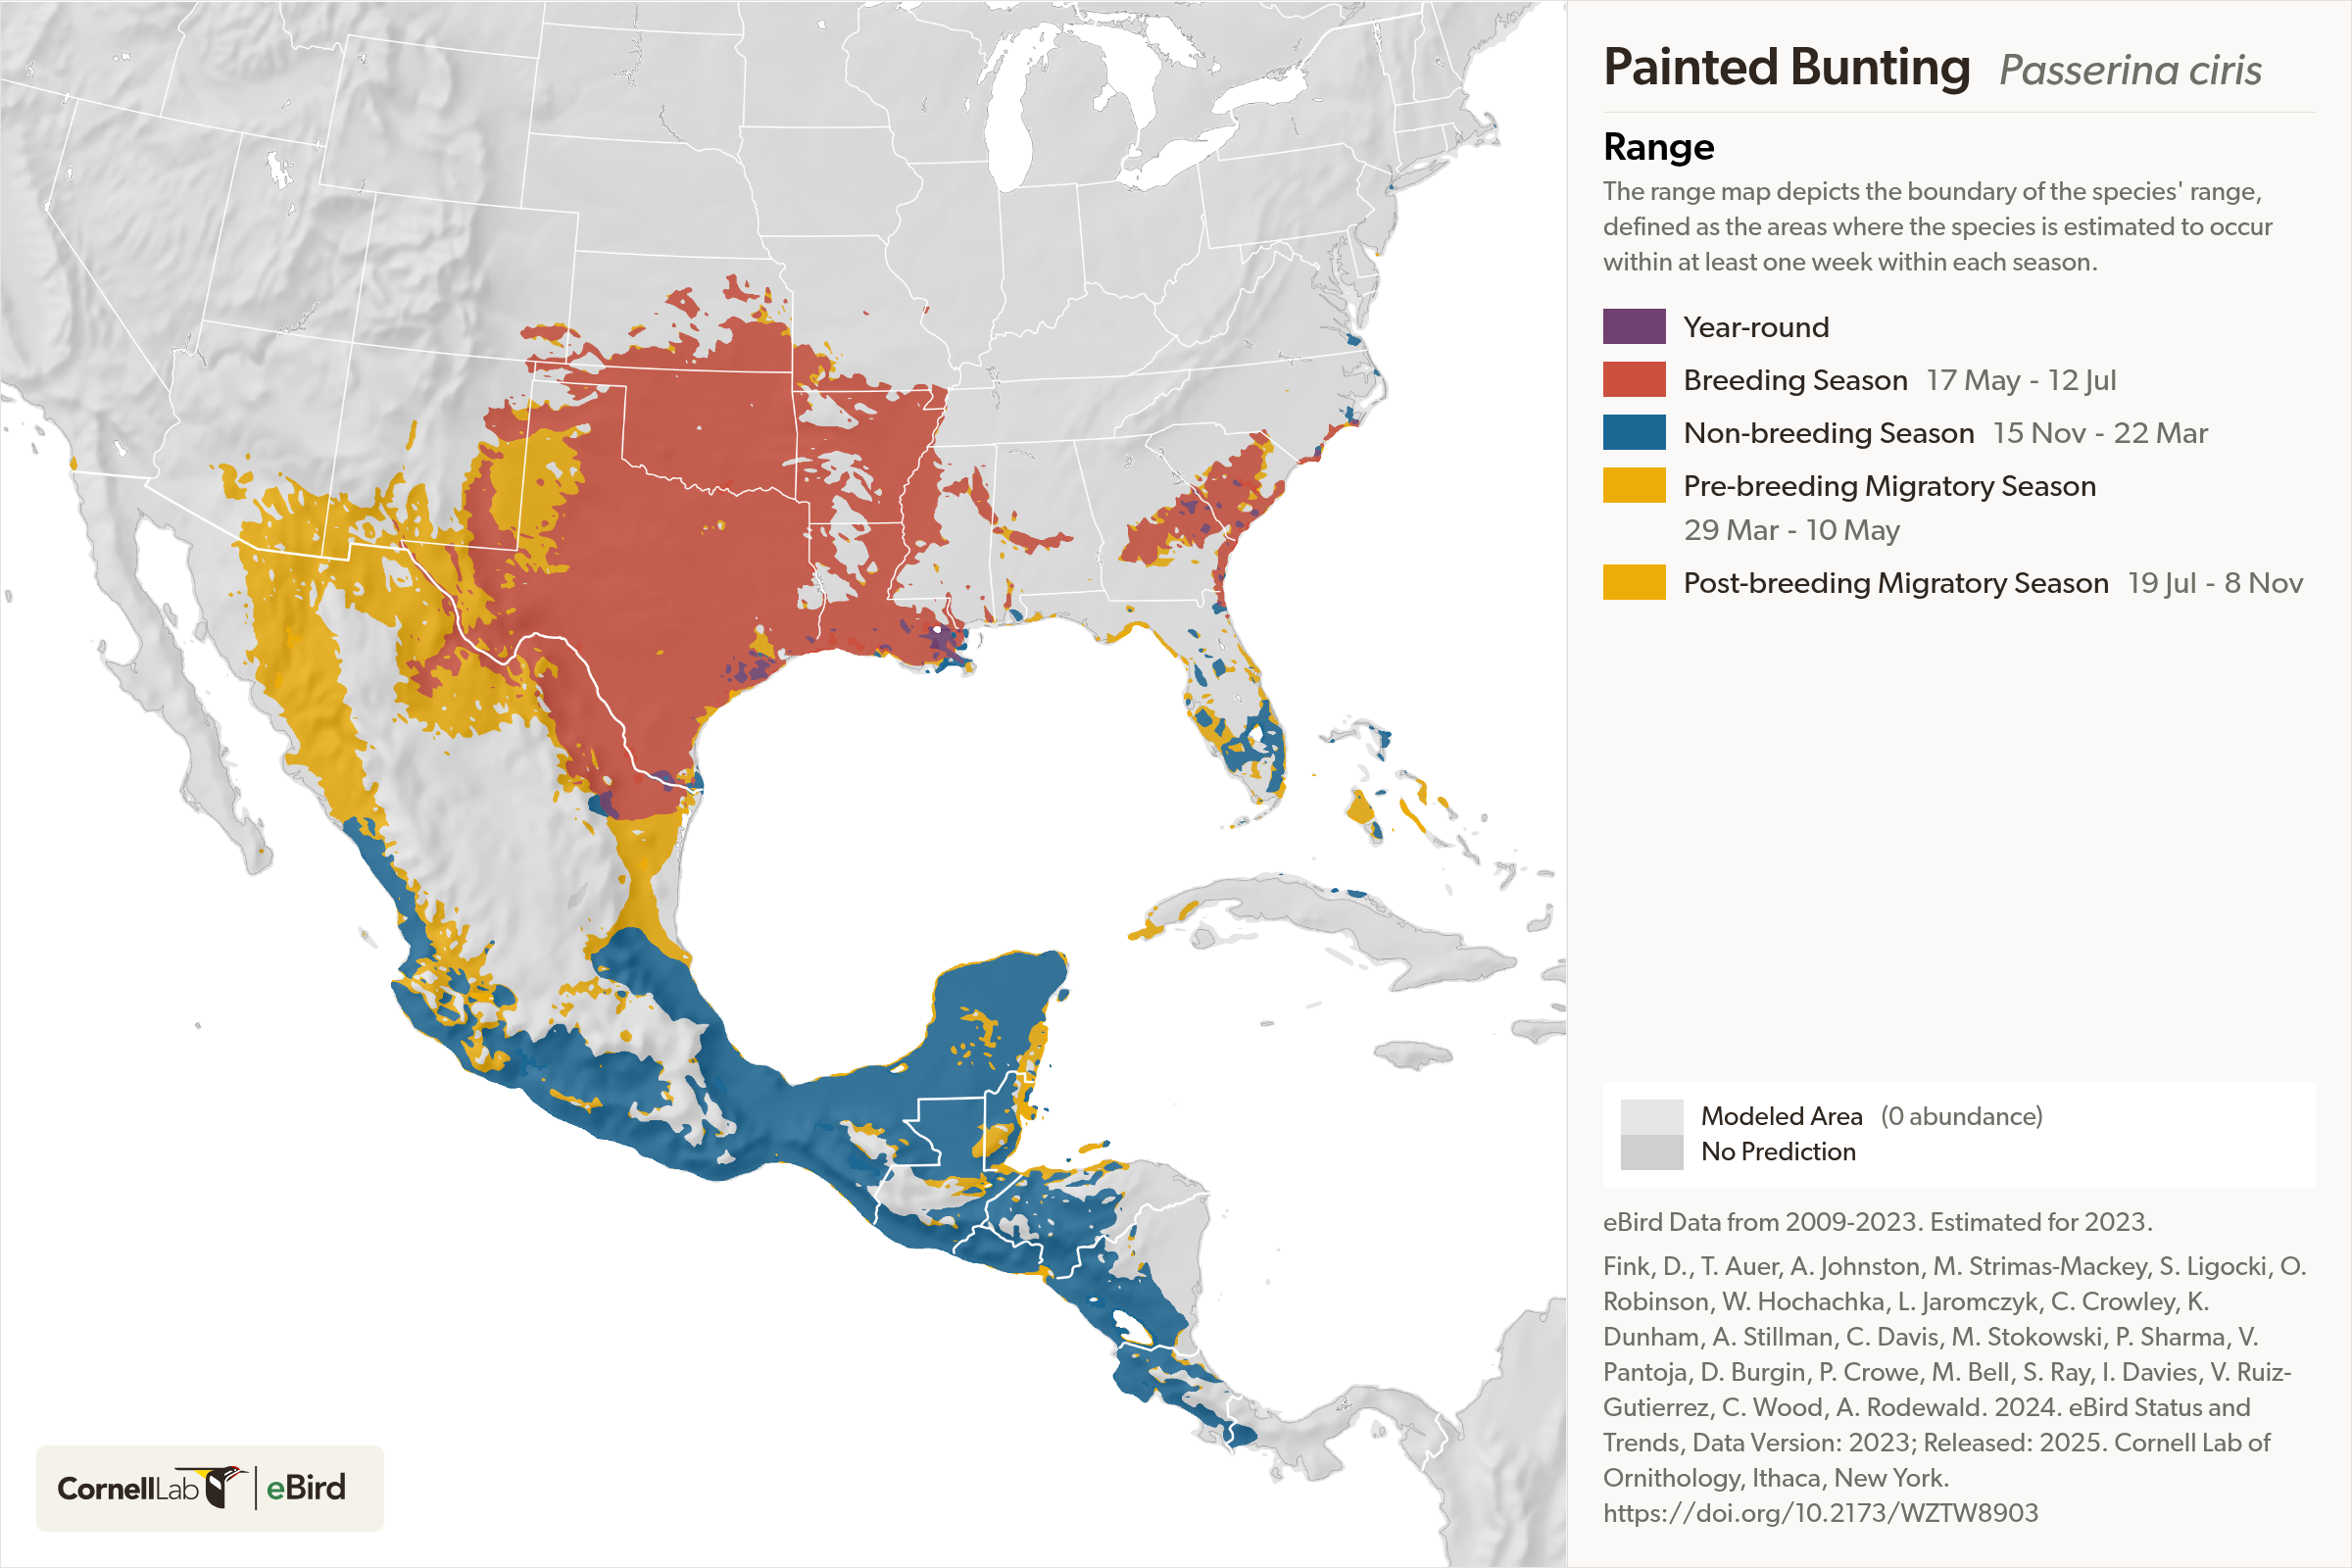 Painted Bunting Passerina ciris
Range
The range map depicts the boundary of the species' range,
defined as the areas where the species is estimated to occur
within at least one week within each season.
Year-round
Breeding Season 17 May - 12 Jul
Non-breeding Season 15 Nov - 22 Mar
Pre-breeding Migratory Season
29 Mar - 10 May
Post-breeding Migratory Season 19 Jul - 8 Nov
Modeled Area (0 abundance)
No Prediction
eBird Data from 2009-2023. Estimated for 2023.
Fink, D., T. Auer, A. Johnston, M. Strimas-Mackey, S. Ligocki, O.
Robinson, W. Hochachka, L. Jaromczyk, C. Crowley, K.
Dunham, A. Stillman, C. Davis, M. Stokowski, P. Sharma, V.
Pantoja, D. Burgin, P. Crowe, M. Bell, S. Ray, I. Davies, V. Ruiz-
Gutierrez, C. Wood, A. Rodewald. 2024. eBird Status and
Trends, Data Version: 2023; Released: 2025. Cornell Lab of
Ornithology, Ithaca, New York.
https://doi.org/10.2173/WZTW8903
CornellLab eBird